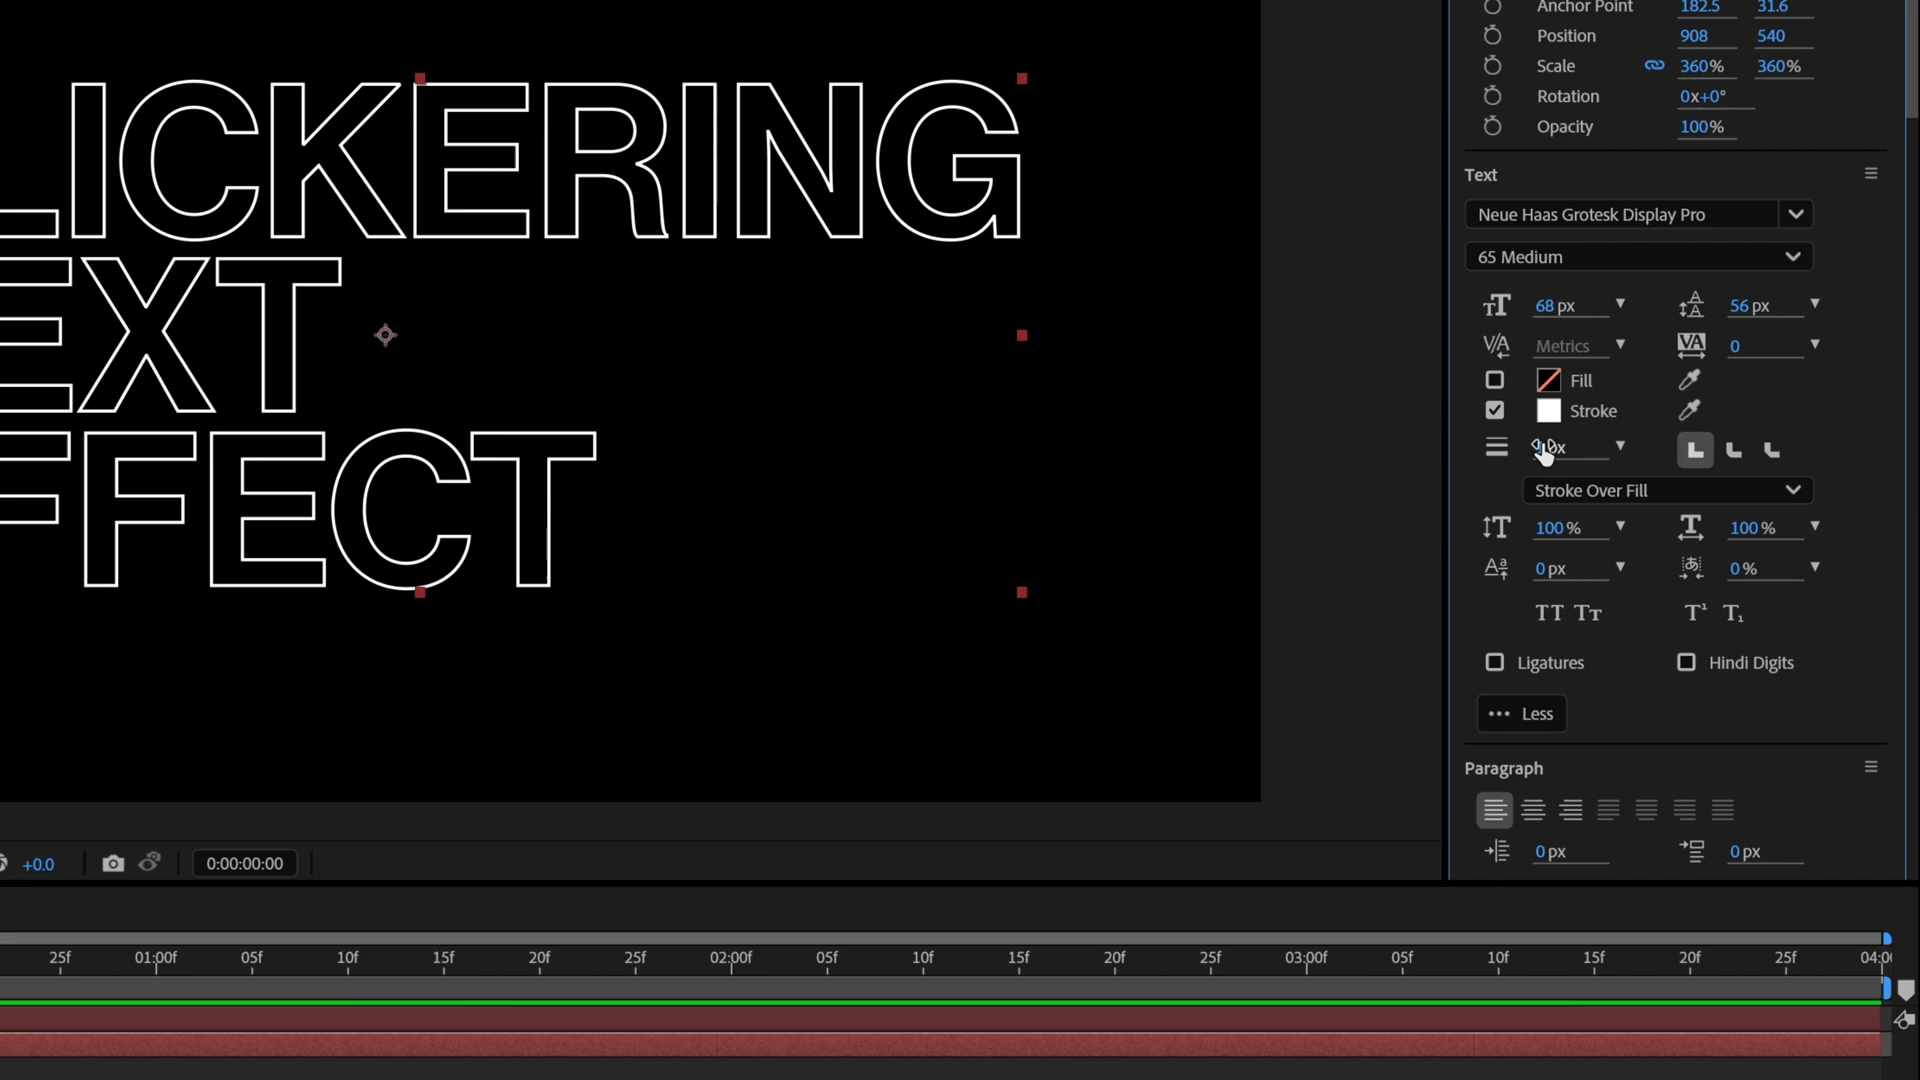 LICKERING
EXT
FFECT
Anchor Point 182.5 31.6
Position 908 540
Scale 360% 360%
Rotation 0x+0°
Opacity 100%
Text
Neue Haas Grotesk Display Pro
65 Medium
68 px 56 px
Metrics 0
Fill
Stroke
Stroke Over Fill
100 % 100 %
0 px 0 %
TT Tт T¹ T₁
Ligatures Hindi Digits
Less
Paragraph
0 px 0 px
+0.0 0:00:00:00
25f 01:00f 05f 10f 15f 20f 25f 02:00f 05f 10f 15f 20f 25f 03:00f 05f 10f 15f 20f 25f 04:0